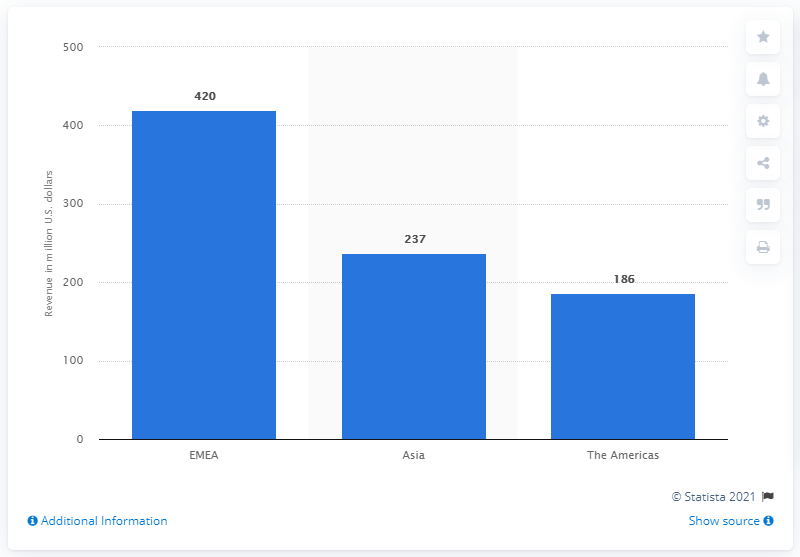 500
420
400
300
237
200
186
100
0
Revenue in million U.S. dollars
EMEA Asia The Americas
© Statista 2021
Additional Information Show source